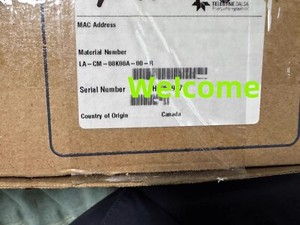 TELEDYNE DALSA
MAC Address
Material Number
LA-CM-08K08A-00-R
Serial Number
Welcome
Country of Origin Canada